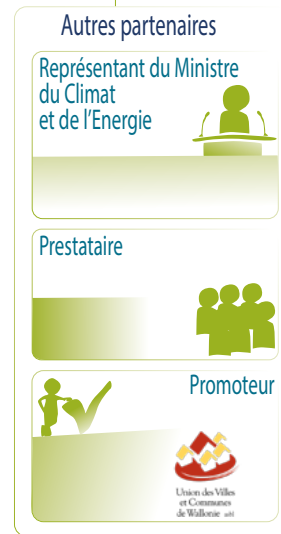 Autres partenaires
Représentant du Ministre
du Climat
et de l'Energie
Prestataire
Promoteur
Union des Villes
et Communes
de Wallonie asbl